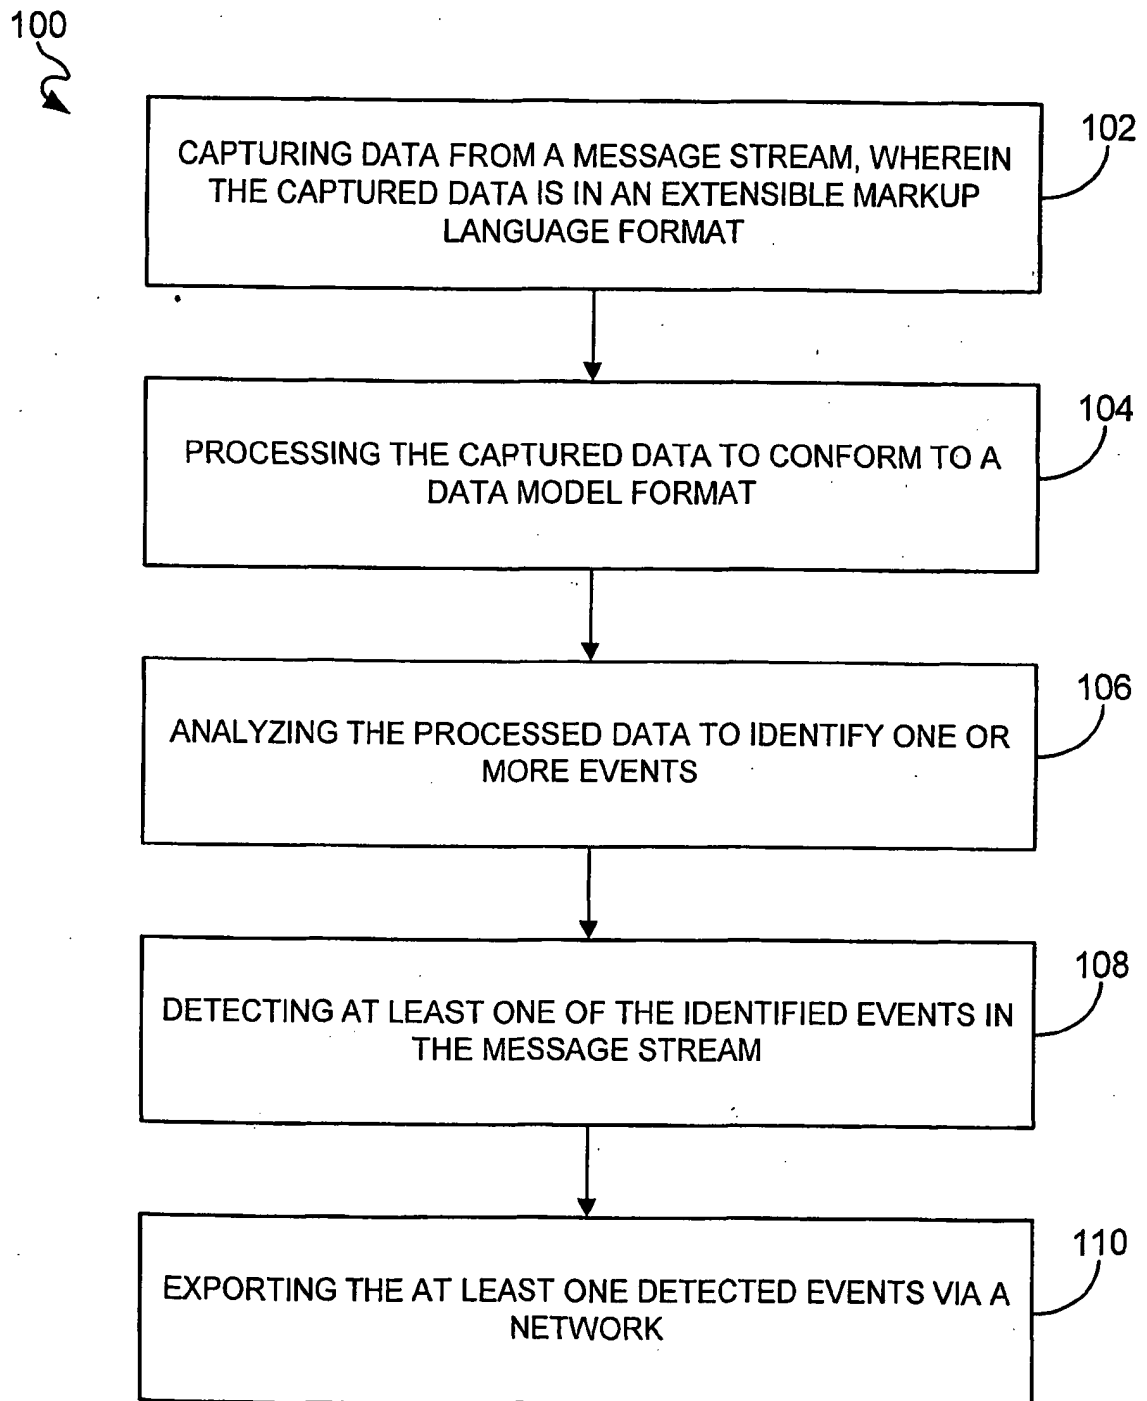 100
CAPTURING DATA FROM A MESSAGE STREAM, WHEREIN
THE CAPTURED DATA IS IN AN EXTENSIBLE MARKUP
LANGUAGE FORMAT
102
PROCESSING THE CAPTURED DATA TO CONFORM TO A
DATA MODEL FORMAT
104
ANALYZING THE PROCESSED DATA TO IDENTIFY ONE OR
MORE EVENTS
106
DETECTING AT LEAST ONE OF THE IDENTIFIED EVENTS IN
THE MESSAGE STREAM
108
EXPORTING THE AT LEAST ONE DETECTED EVENTS VIA A
NETWORK
110